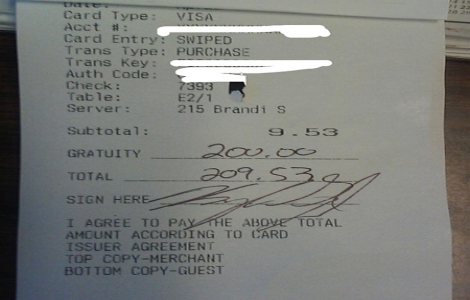 Card Type: VISA
Acct #:
Card Entry: SWIPED
Trans Type: PURCHASE
Trans Key:
Auth Code:
Check: 7393
Table: E2/1
Server: 215 Brandi S
Subtotal: 9.53
GRATUITY 200.00
TOTAL 209.53
SIGN HERE
I AGREE TO PAY THE ABOVE TOTAL
AMOUNT ACCORDING TO CARD
ISSUER AGREEMENT
TOP COPY-MERCHANT
BOTTOM COPY-GUEST